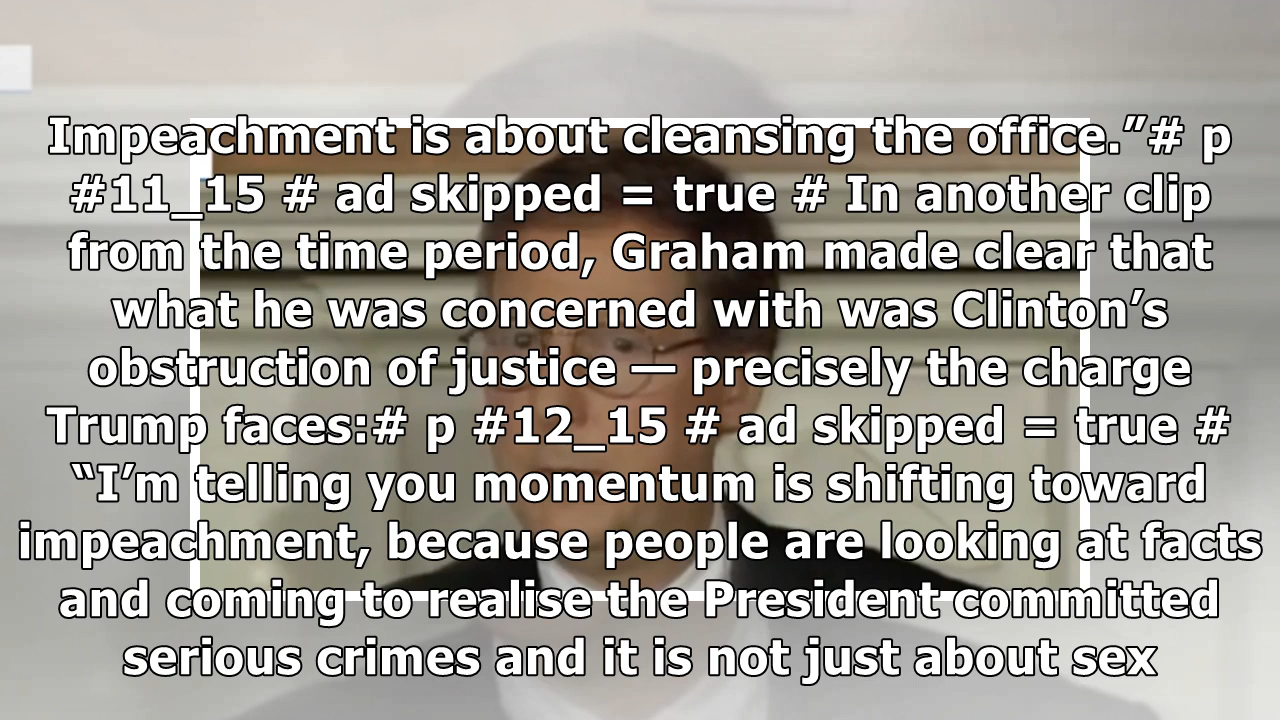 Impeachment is about cleansing the office.”# p
#11_15 # ad skipped = true # In another clip
from the time period, Graham made clear that
what he was concerned with was Clinton’s
obstruction of justice — precisely the charge
Trump faces:# p #12_15 # ad skipped = true #
“I’m telling you momentum is shifting toward
impeachment, because people are looking at facts
and coming to realise the President committed
serious crimes and it is not just about sex